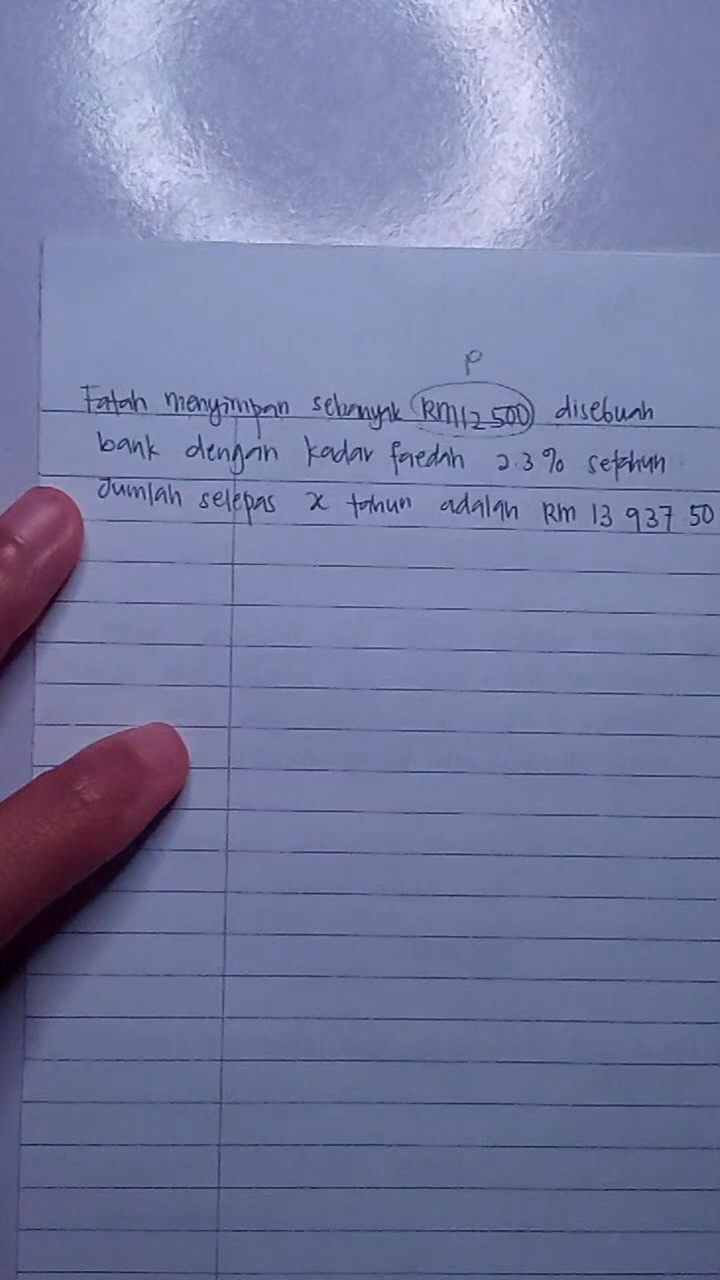 P
Fatah menyimpan sebanyak RM12 500 disebuah
bank dengan kadar faedah 2.3% setahun.
Jumlah selepas x tahun adalah RM 13 937 50